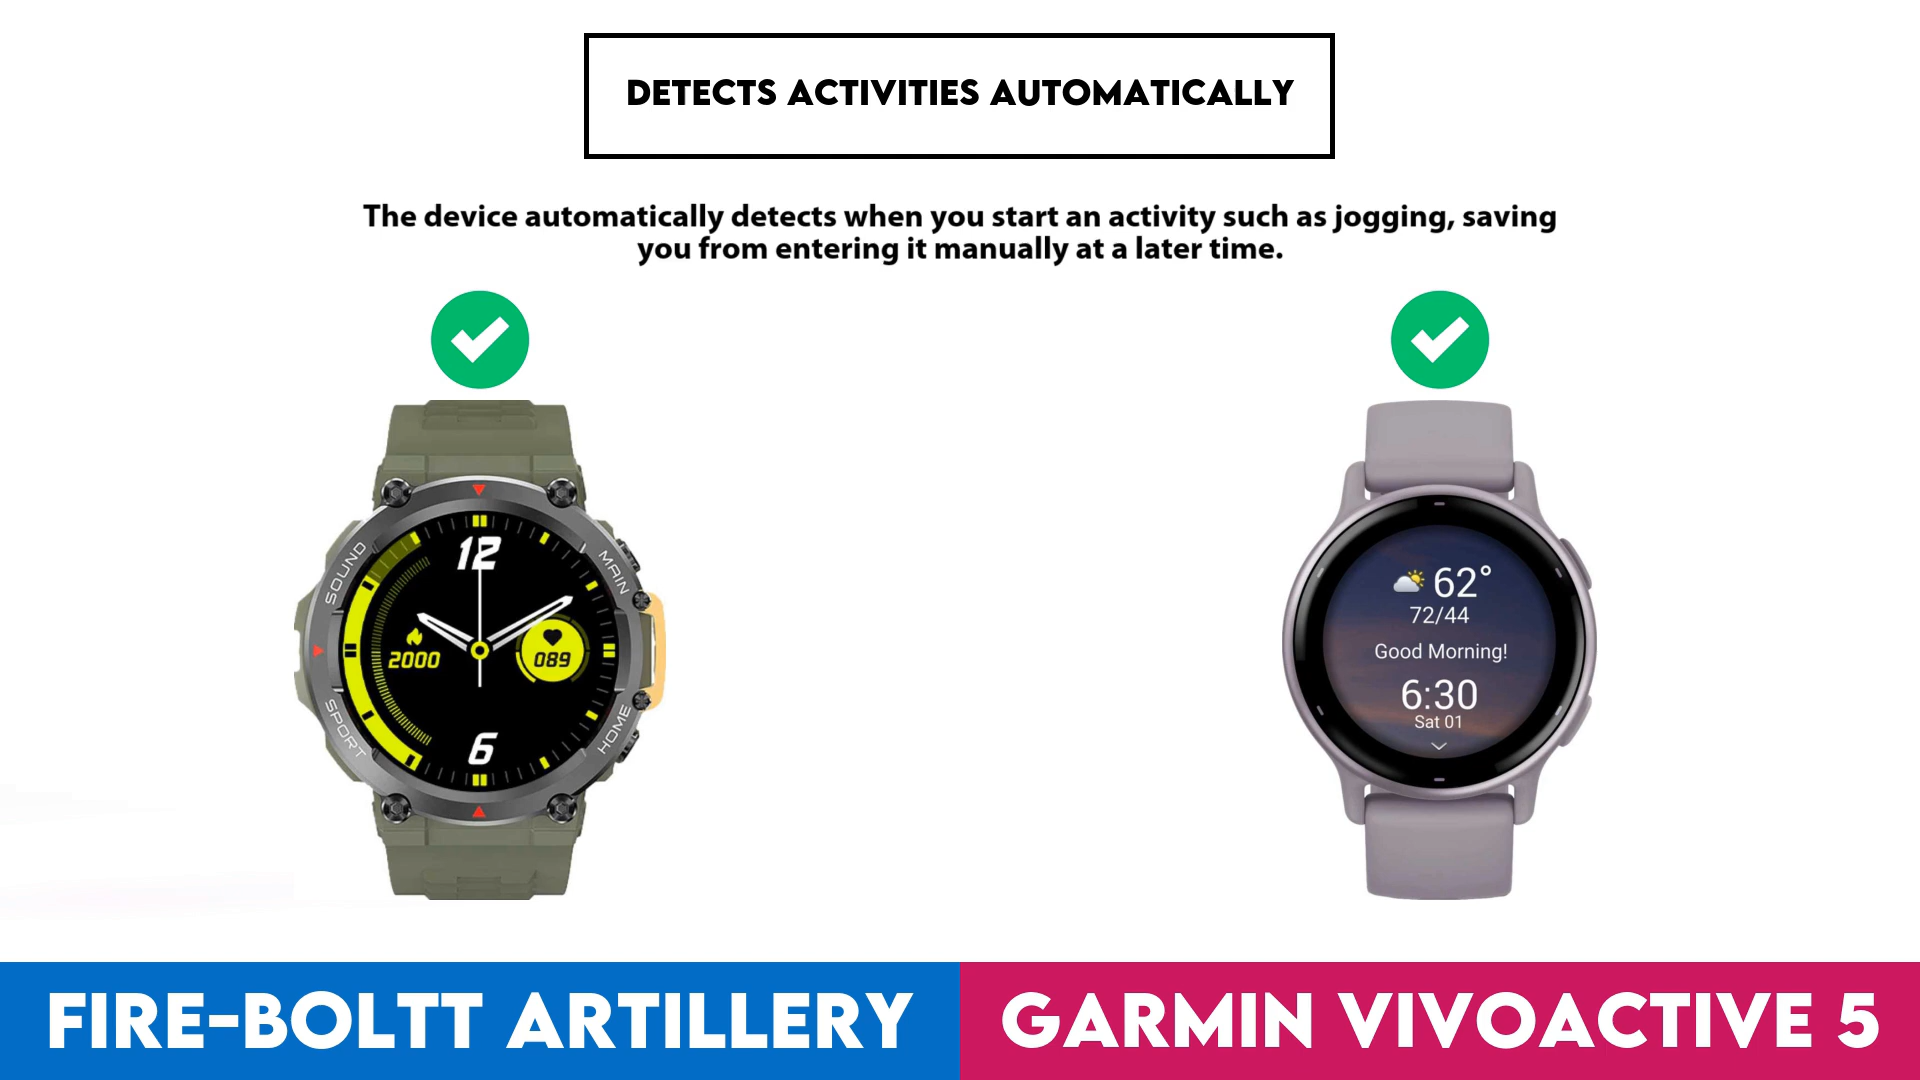 DETECTS ACTIVITIES AUTOMATICALLY
The device automatically detects when you start an activity such as jogging, saving
you from entering it manually at a later time.
SOUND
MAIN
SPORT
HOME
12
2000
089
6
62°
72/44
Good Morning!
6:30
Sat 01
FIRE-BOLTT ARTILLERY
GARMIN VIVOACTIVE 5